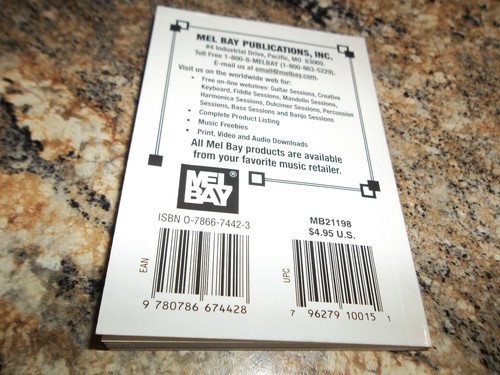 MEL BAY PUBLICATIONS, INC.
#4 Industrial Drive, Pacific, MO 63069.
Toll Free 1-800-8-MELBAY (1-800-863-5229).
E-mail us at email@melbay.com.
Visit us on the worldwide web for:
• Free on-line webzines: Guitar Sessions, Creative
Keyboard, Fiddle Sessions, Mandolin Sessions,
Harmonica Sessions, Dulcimer Sessions, Percussion
Sessions, Bass Sessions and Banjo Sessions
• Complete Product Listing
• Music Freebies
• Print, Video and Audio Downloads
All Mel Bay products are available
from your favorite music retailer.
MEL
BAY®
ISBN 0-7866-7442-3
MB21198
$4.95 U.S.
EAN
9 780786 674428
UPC
7 96279 10015 1